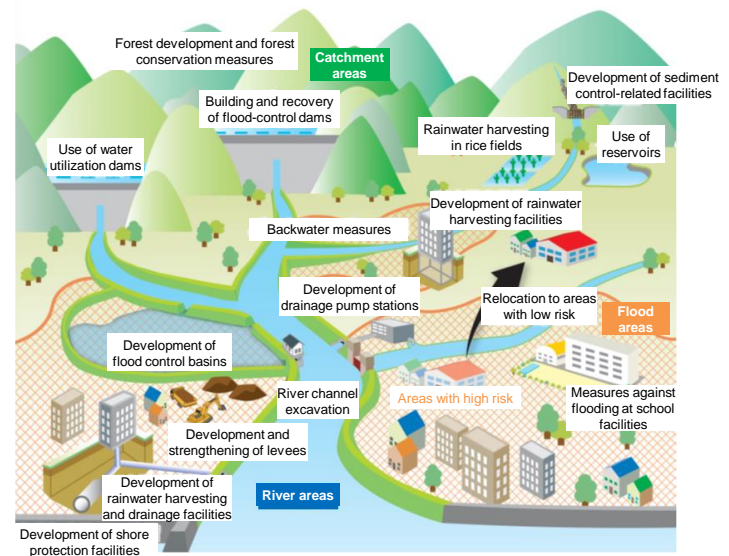 Forest development and forest
conservation measures
Catchment
areas
Development of sediment
control-related facilities
Building and recovery
of flood-control dams
Rainwater harvesting
in rice fields
Use of
reservoirs
Use of water
utilization dams
Development of rainwater
harvesting facilities
Backwater measures
Development of
drainage pump stations
Relocation to areas
with low risk
Flood
areas
Development of
flood control basins
River channel
excavation
Areas with high risk
Measures against
flooding at school
facilities
Development and
strengthening of levees
Development of
rainwater harvesting
and drainage facilities
River areas
Development of shore
protection facilities